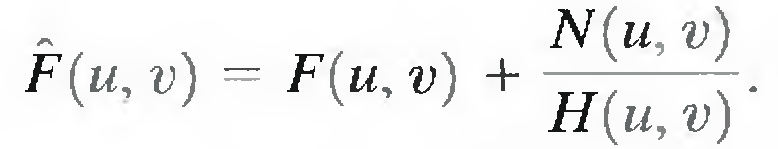 F̂(u, v) = F(u, v) + N(u, v) / H(u, v).